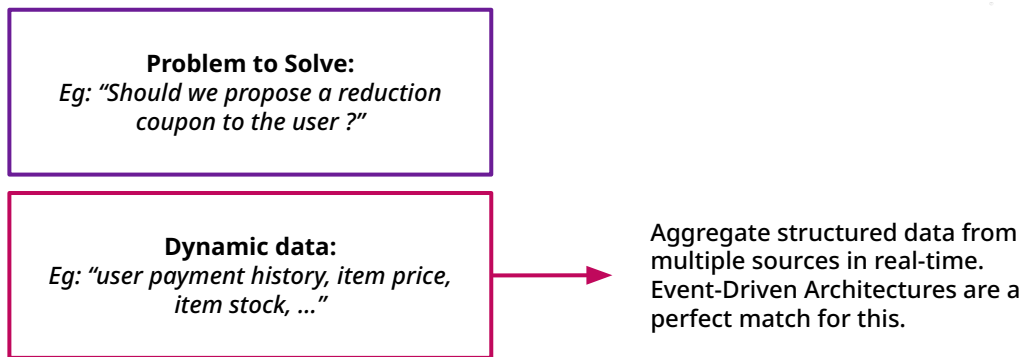 Problem to Solve:
Eg: “Should we propose a reduction
coupon to the user ?”
Dynamic data:
Eg: “user payment history, item price,
item stock, ...”
Aggregate structured data from
multiple sources in real-time.
Event-Driven Architectures are a
perfect match for this.